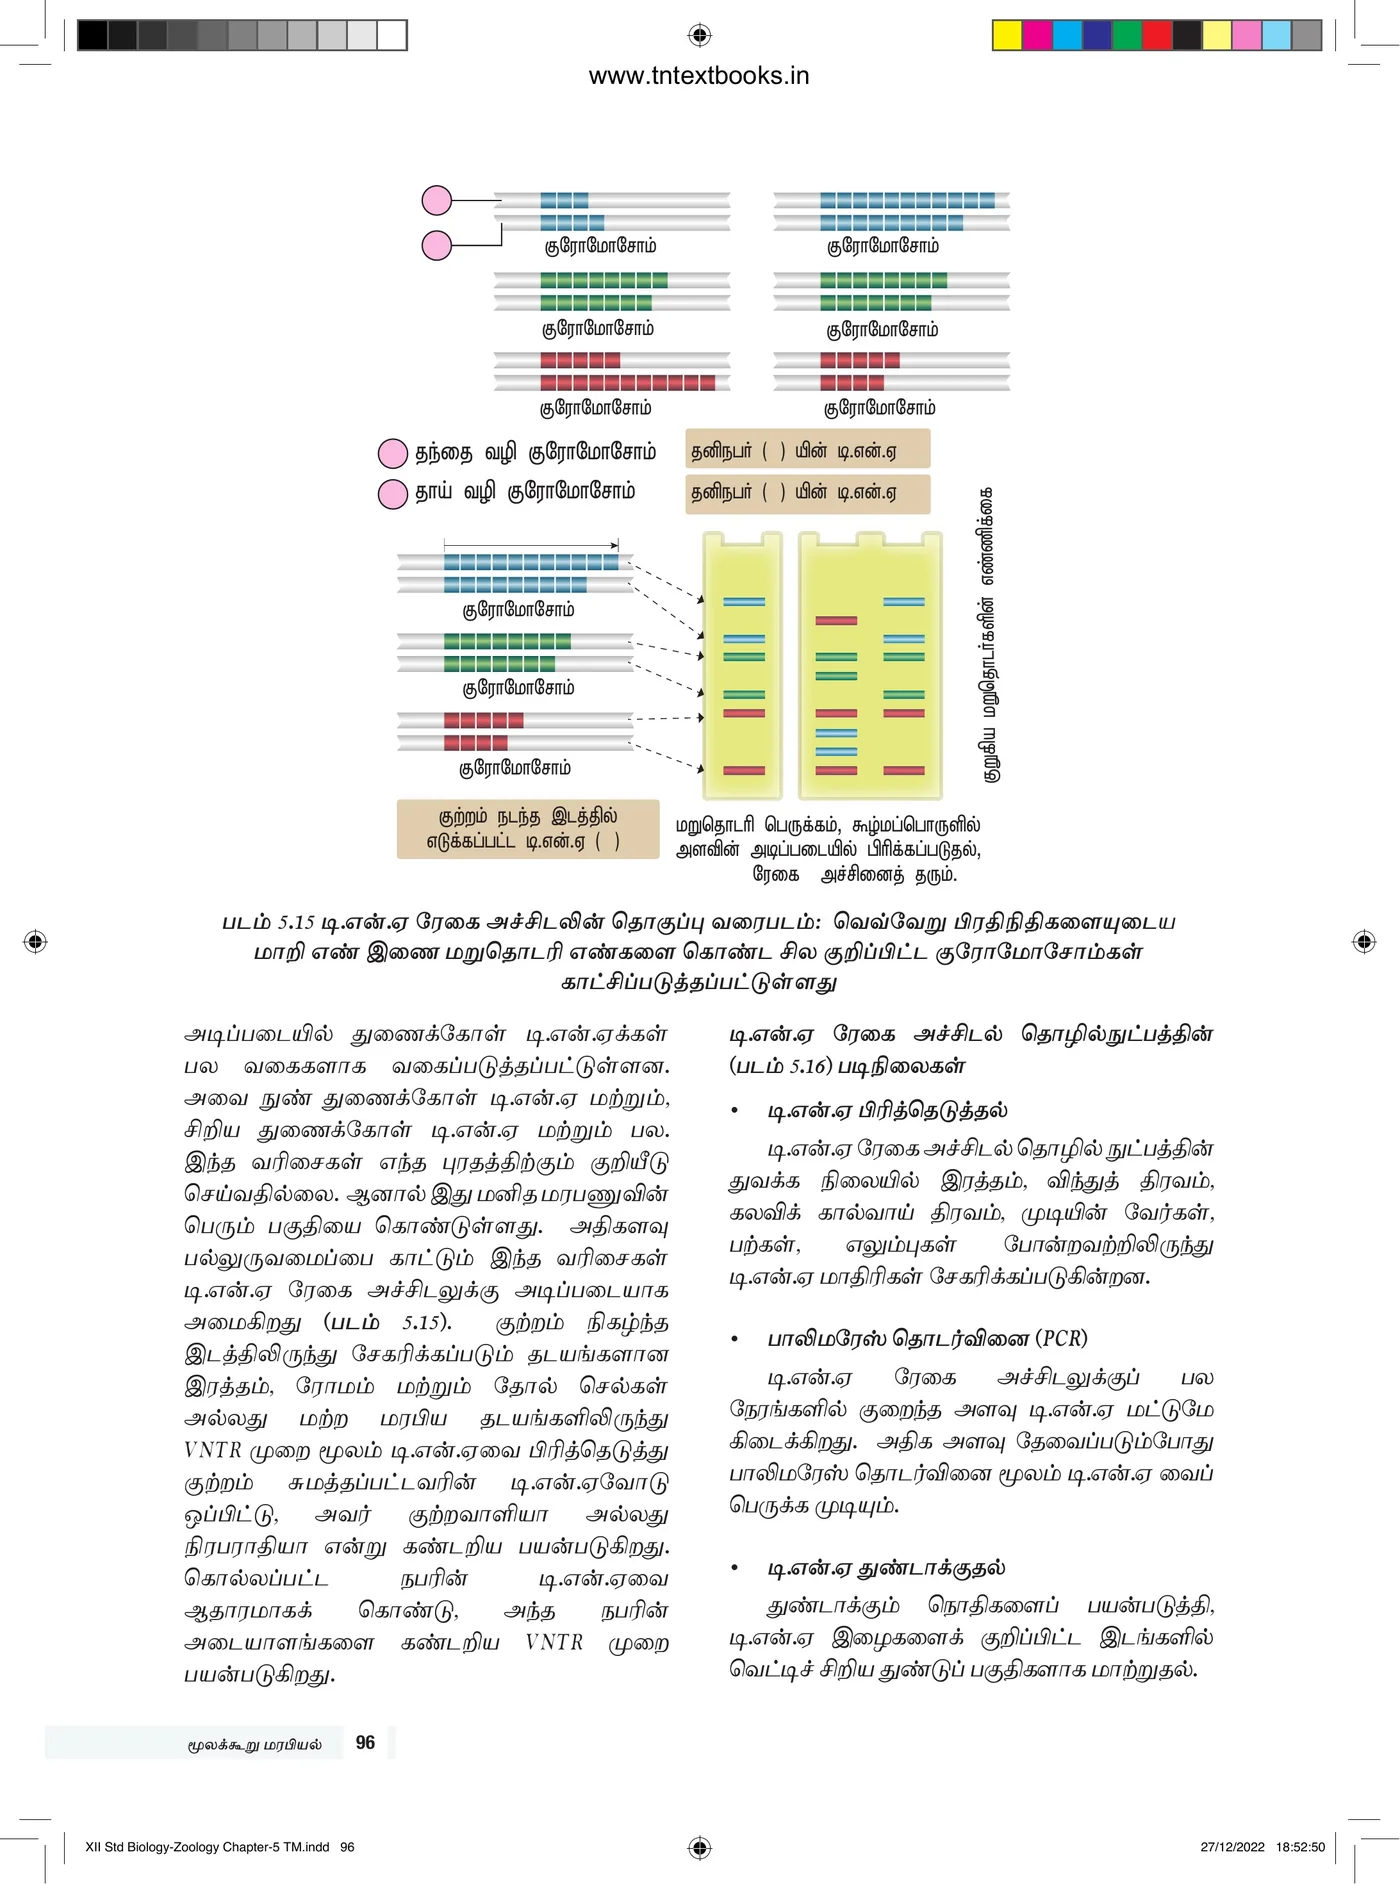 www.tntextbooks.in
குரோமோசோம்
குரோமோசோம்
குரோமோசோம்
குரோமோசோம்
குரோமோசோம்
குரோமோசோம்
தந்தை வழி குரோமோசோம்
தாய் வழி குரோமோசோம்
தனிநபர் ( ) யின் டி.என்.ஏ
தனிநபர் ( ) யின் டி.என்.ஏ
குரோமோசோம்
குரோமோசோம்
குரோமோசோம்
குறுகிய மறுதொடர்களின் எண்ணிக்கை
குற்றம் நடந்த இடத்தில்
எடுக்கப்பட்ட டி.என்.ஏ ( )
மறுதொடரி பெருக்கம், கூழ்மப்பொருளில்
அளவின் அடிப்படையில் பிரிக்கப்படுதல்,
ரேகை அச்சினைத் தரும்.
படம் 5.15 டி.என்.ஏ ரேகை அச்சிடலின் தொகுப்பு வரைபடம்: வெவ்வேறு பிரதிநிதிகளையுடைய
மாறி எண் இணை மறுதொடரி எண்களை கொண்ட சில குறிப்பிட்ட குரோமோசோம்கள்
காட்சிப்படுத்தப்பட்டுள்ளது
அடிப்படையில் துணைக்கோள் டி.என்.ஏக்கள்
பல வகைகளாக வகைப்படுத்தப்பட்டுள்ளன.
அவை நுண் துணைக்கோள் டி.என்.ஏ மற்றும்,
சிறிய துணைக்கோள் டி.என்.ஏ மற்றும் பல.
இந்த வரிசைகள் எந்த புரதத்திற்கும் குறியீடு
செய்வதில்லை. ஆனால் இது மனித மரபணுவின்
பெரும் பகுதியை கொண்டுள்ளது. அதிகளவு
பல்லுருவமைப்பை காட்டும் இந்த வரிசைகள்
டி.என்.ஏ ரேகை அச்சிடலுக்கு அடிப்படையாக
அமைகிறது (படம் 5.15). குற்றம் நிகழ்ந்த
இடத்திலிருந்து சேகரிக்கப்படும் தடயங்களான
இரத்தம், ரோமம் மற்றும் தோல் செல்கள்
அல்லது மற்ற மரபிய தடயங்களிலிருந்து
VNTR முறை மூலம் டி.என்.ஏவை பிரித்தெடுத்து
குற்றம் சுமத்தப்பட்டவரின் டி.என்.ஏவோடு
ஒப்பிட்டு, அவர் குற்றவாளியா அல்லது
நிரபராதியா என்று கண்டறிய பயன்படுகிறது.
கொல்லப்பட்ட நபரின் டி.என்.ஏவை
ஆதாரமாகக் கொண்டு, அந்த நபரின்
அடையாளங்களை கண்டறிய VNTR முறை
பயன்படுகிறது.
டி.என்.ஏ ரேகை அச்சிடல் தொழில்நுட்பத்தின்
(படம் 5.16) படிநிலைகள்
• டி.என்.ஏ பிரித்தெடுத்தல்
டி.என்.ஏ ரேகை அச்சிடல் தொழில் நுட்பத்தின்
துவக்க நிலையில் இரத்தம், விந்துத் திரவம்,
கலவிக் கால்வாய் திரவம், முடியின் வேர்கள்,
பற்கள், எலும்புகள் போன்றவற்றிலிருந்து
டி.என்.ஏ மாதிரிகள் சேகரிக்கப்படுகின்றன.
• பாலிமரேஸ் தொடர்வினை (PCR)
டி.என்.ஏ ரேகை அச்சிடலுக்குப் பல
நேரங்களில் குறைந்த அளவு டி.என்.ஏ மட்டுமே
கிடைக்கிறது. அதிக அளவு தேவைப்படும்போது
பாலிமரேஸ் தொடர்வினை மூலம் டி.என்.ஏ வைப்
பெருக்க முடியும்.
• டி.என்.ஏ துண்டாக்குதல்
துண்டாக்கும் நொதிகளைப் பயன்படுத்தி,
டி.என்.ஏ இழைகளைக் குறிப்பிட்ட இடங்களில்
வெட்டிச் சிறிய துண்டுப் பகுதிகளாக மாற்றுதல்.
மூலக்கூறு மரபியல் 96
XII Std Biology-Zoology Chapter-5 TM.indd 96
27/12/2022 18:52:50